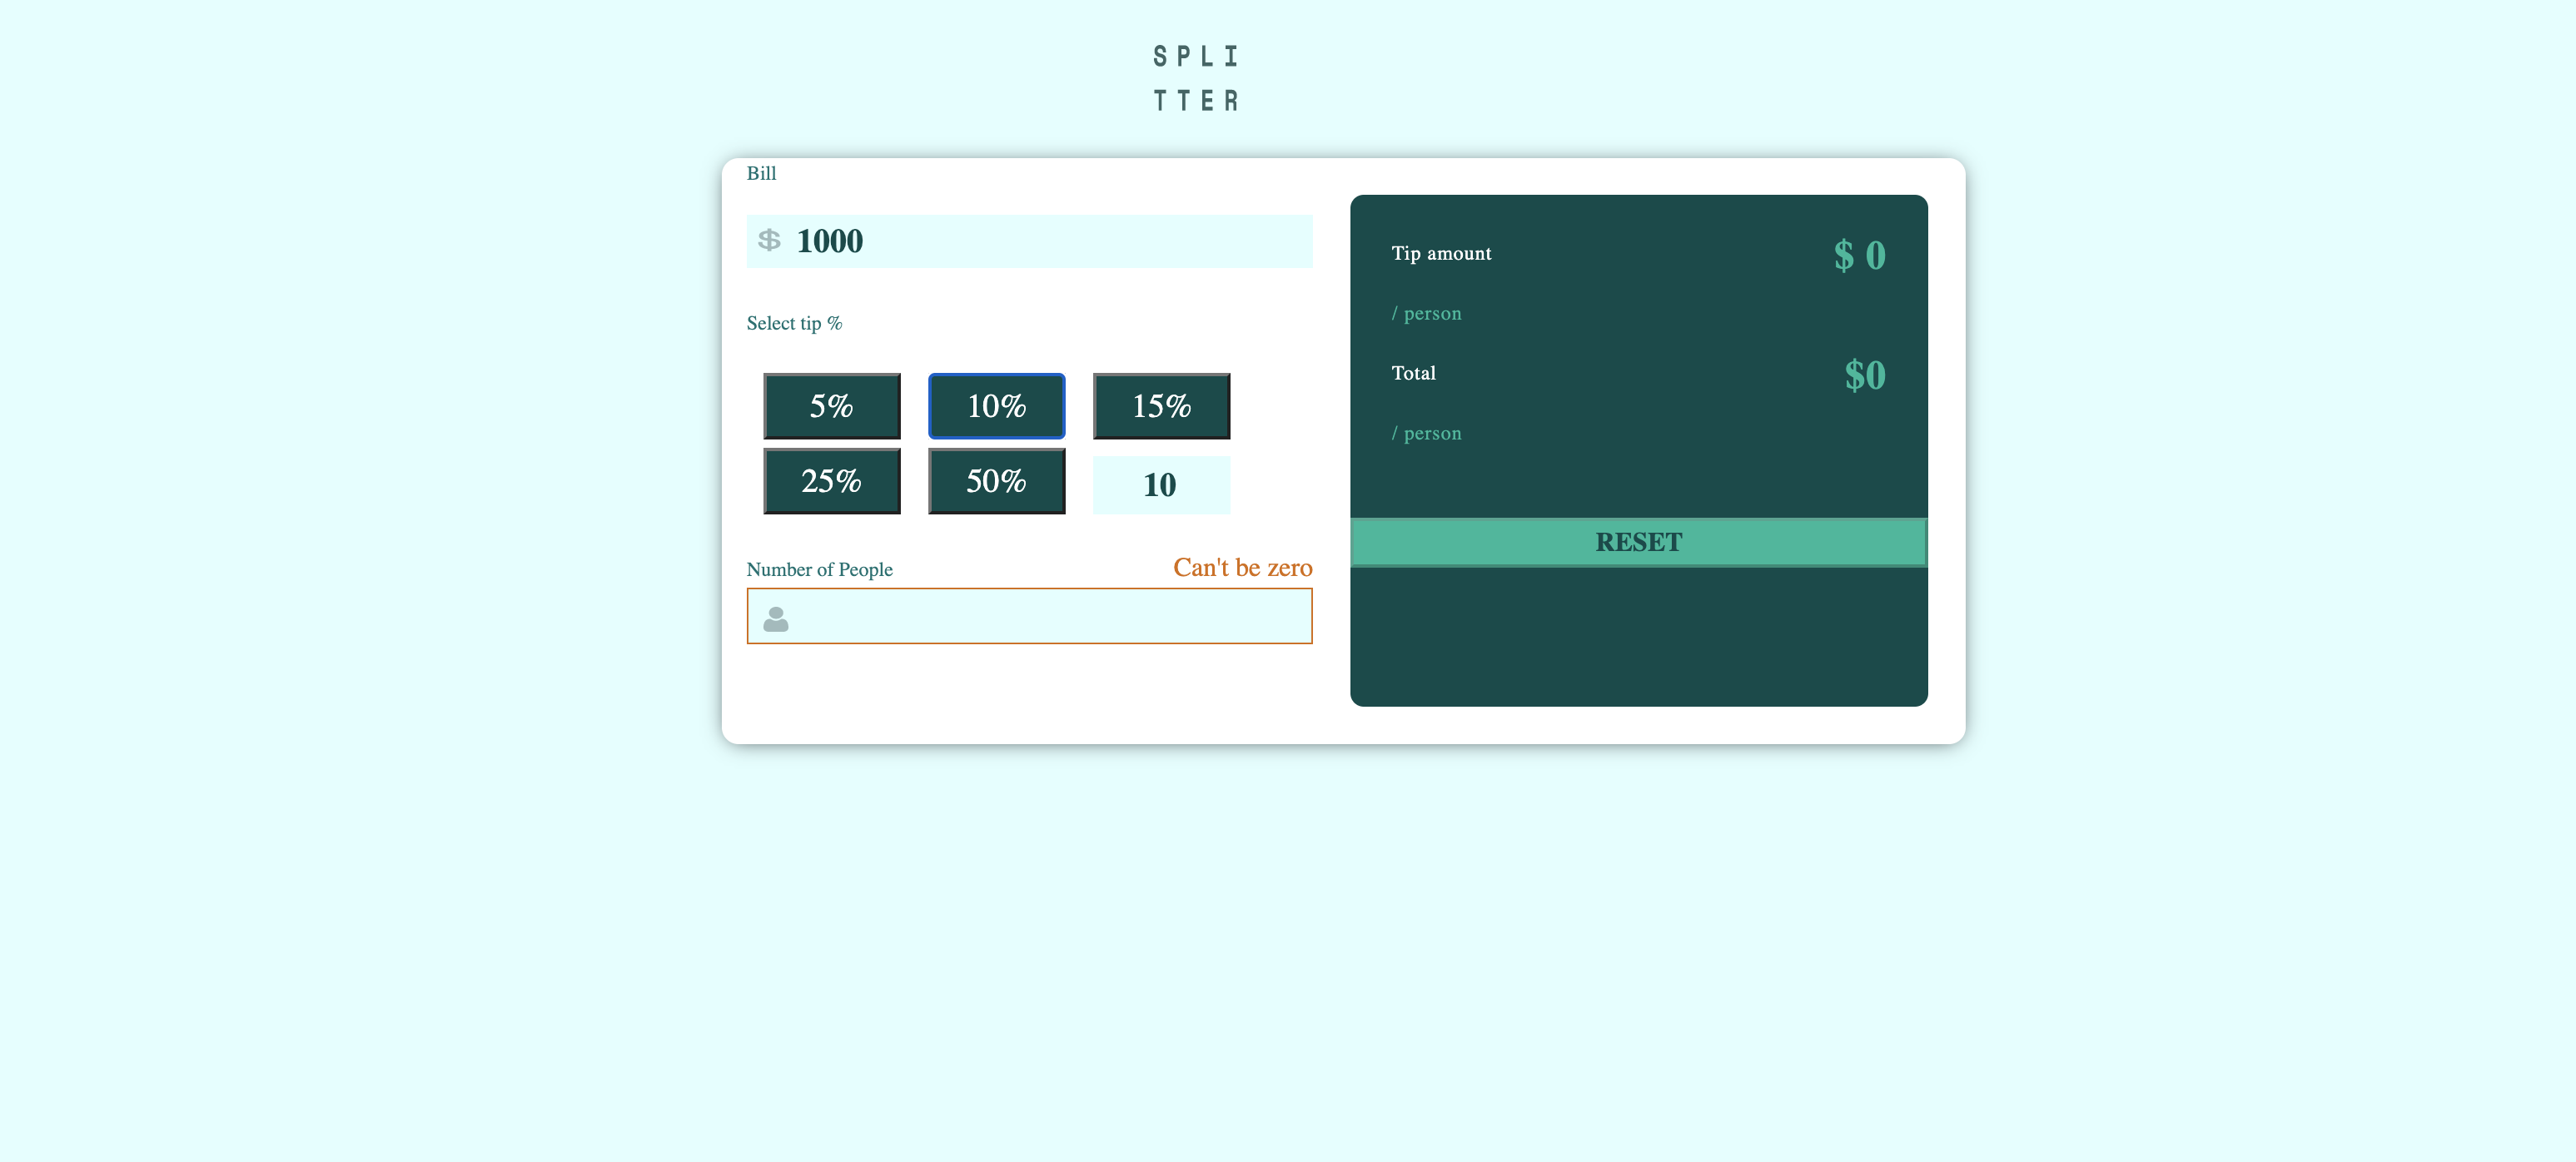 SPLI
TTER
Bill
$ 1000
Select tip %
5% 10% 15%
25% 50% 10
Number of People Can't be zero
Tip amount $ 0
/ person
Total $0
/ person
RESET